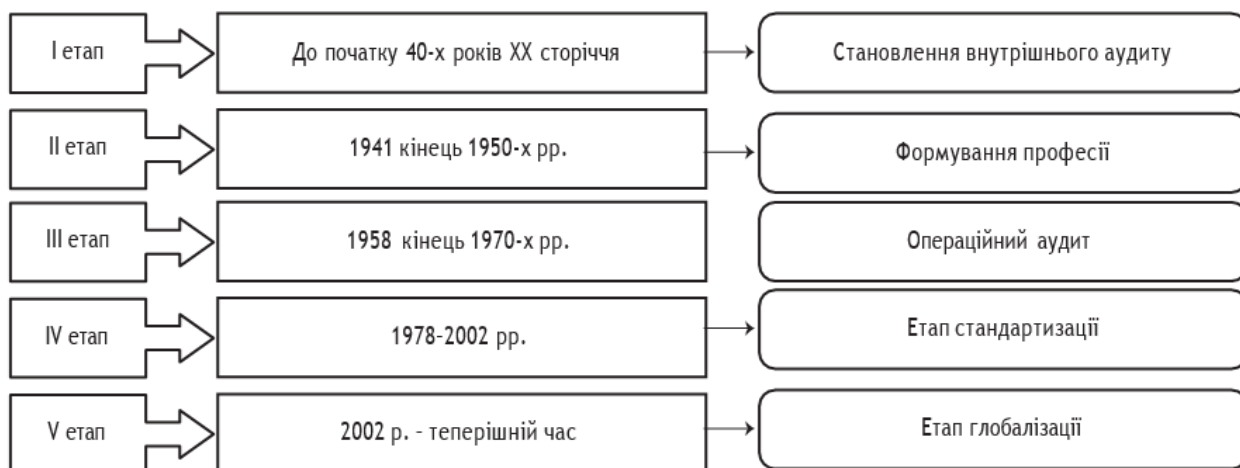 I етап
До початку 40-х років XX сторіччя
Становлення внутрішнього аудиту
II етап
1941 кінець 1950-х рр.
Формування професії
III етап
1958 кінець 1970-х рр.
Операційний аудит
IV етап
1978-2002 рр.
Етап стандартизації
V етап
2002 р. - теперішній час
Етап глобалізації